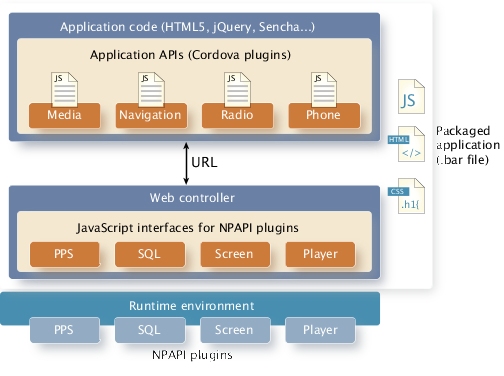 Application code (HTML5, jQuery, Sencha...)
Application APIs (Cordova plugins)
JS JS JS JS
Media Navigation Radio Phone
JS
HTML
</>
CSS
.h1{
Packaged
application
(.bar file)
URL
Web controller
JavaScript interfaces for NPAPI plugins
PPS SQL Screen Player
Runtime environment
PPS SQL Screen Player
NPAPI plugins